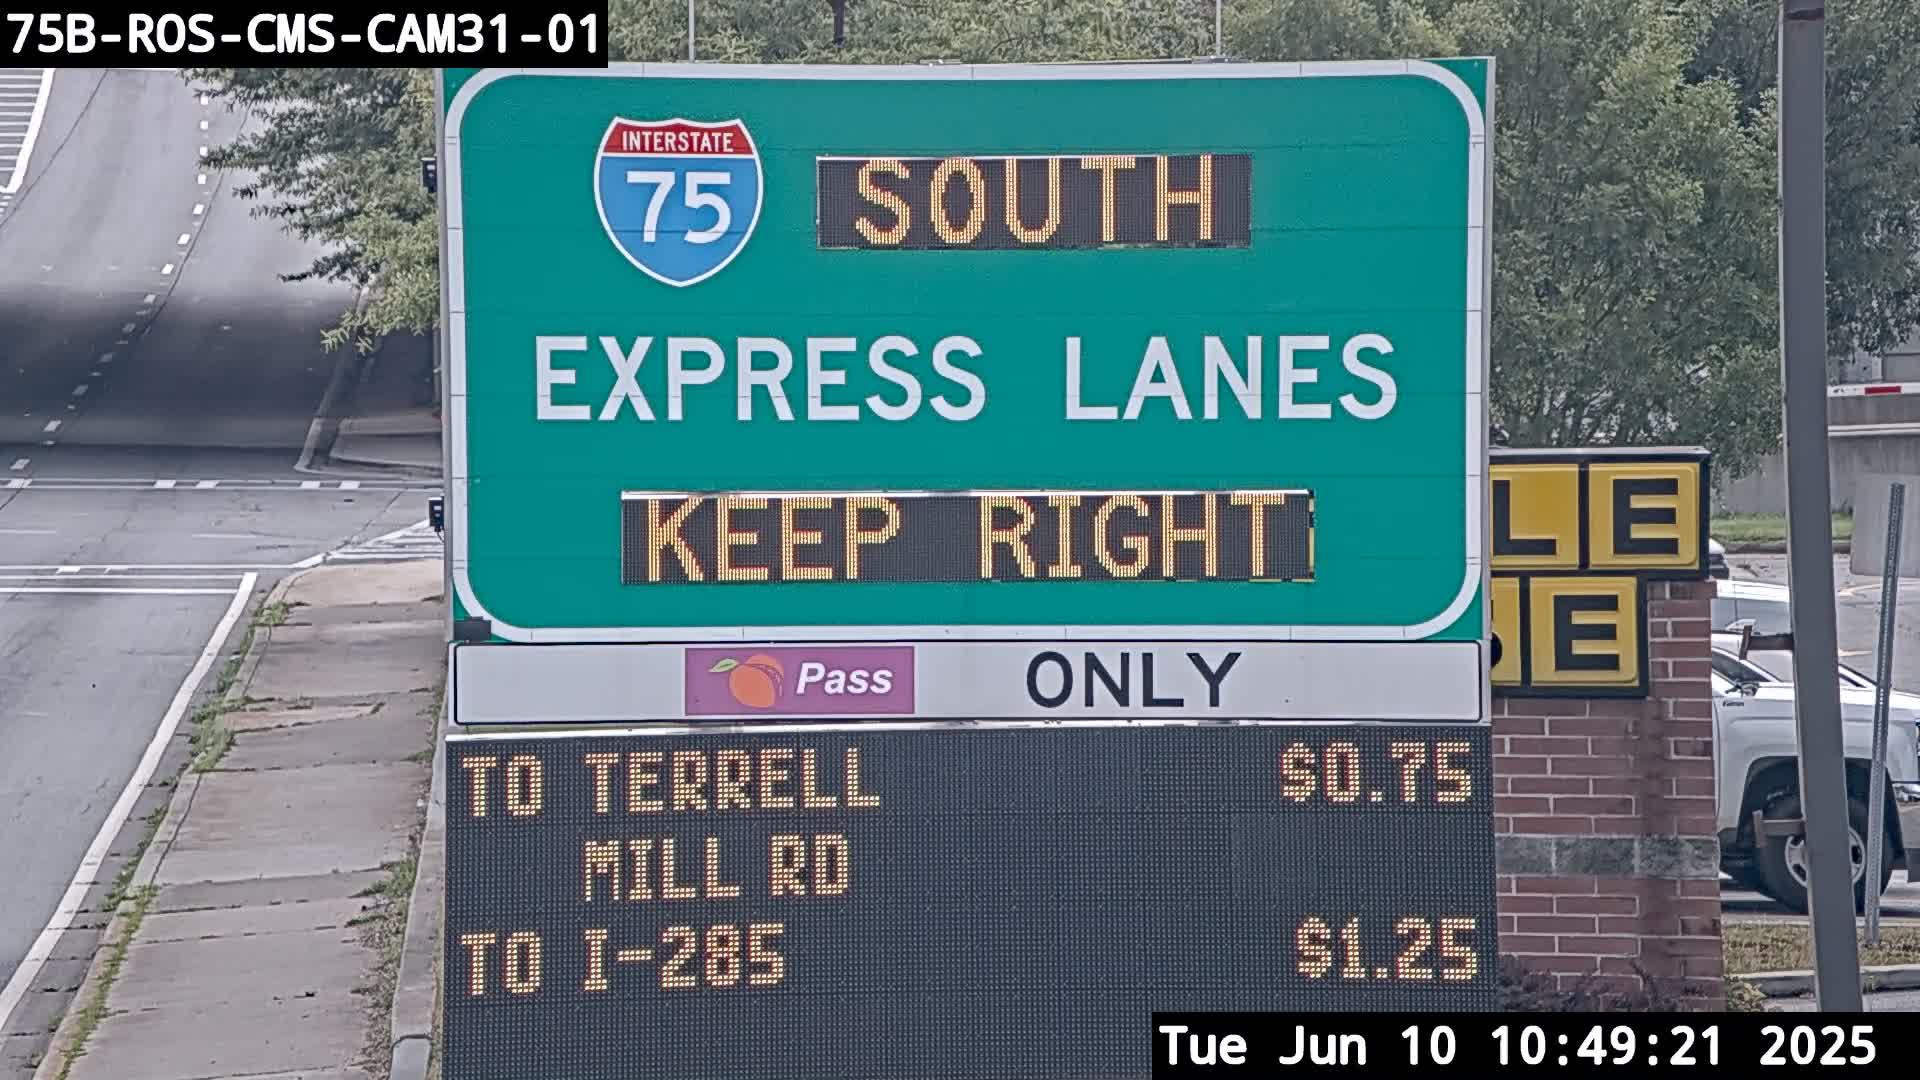 75B-ROS-CMS-CAM31-01
INTERSTATE
75
SOUTH
EXPRESS LANES
KEEP RIGHT
Pass ONLY
TO TERRELL $0.75
MILL RD
TO I-285 $1.25
LE
E
Tue Jun 10 10:49:21 2025